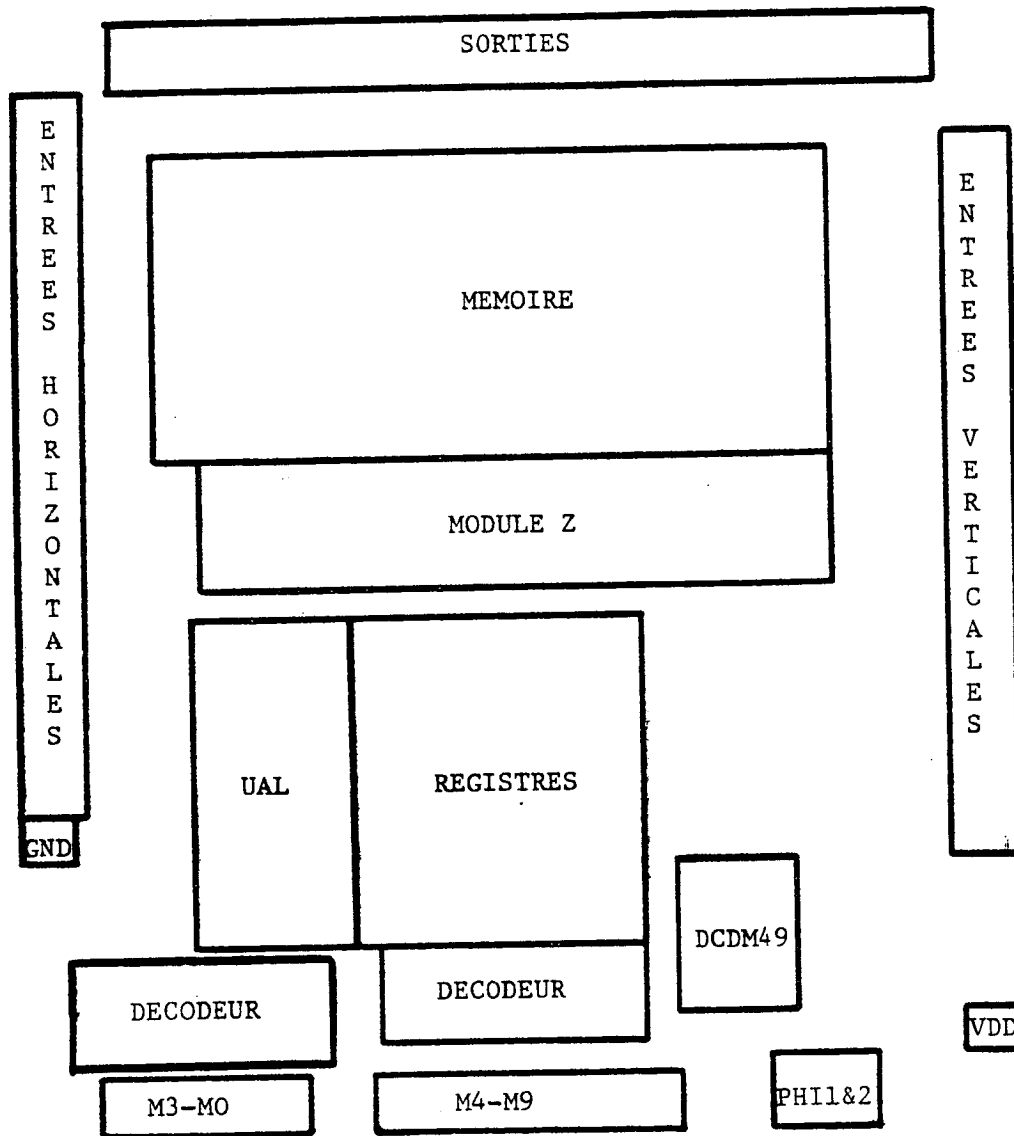 SORTIES
ENTREES HORIZONTALES
ENTREES VERTICALES
MEMOIRE
MODULE Z
UAL
REGISTRES
GND
DCDM49
DECODEUR
DECODEUR
VDD
M3-M0
M4-M9
PHI1&2